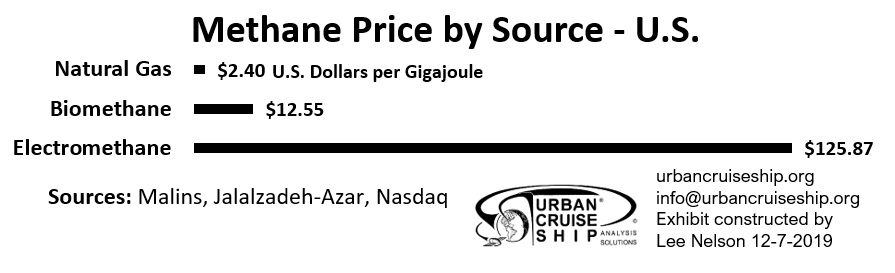 Methane Price by Source - U.S.
Natural Gas $2.40 U.S. Dollars per Gigajoule
Biomethane $12.55
Electromethane $125.87
Sources: Malins, Jalalzadeh-Azar, Nasdaq
URBAN®
CRUISE
SHIP ANALYSIS SOLUTIONS
urbancruiseship.org
info@urbancruiseship.org
Exhibit constructed by
Lee Nelson 12-7-2019